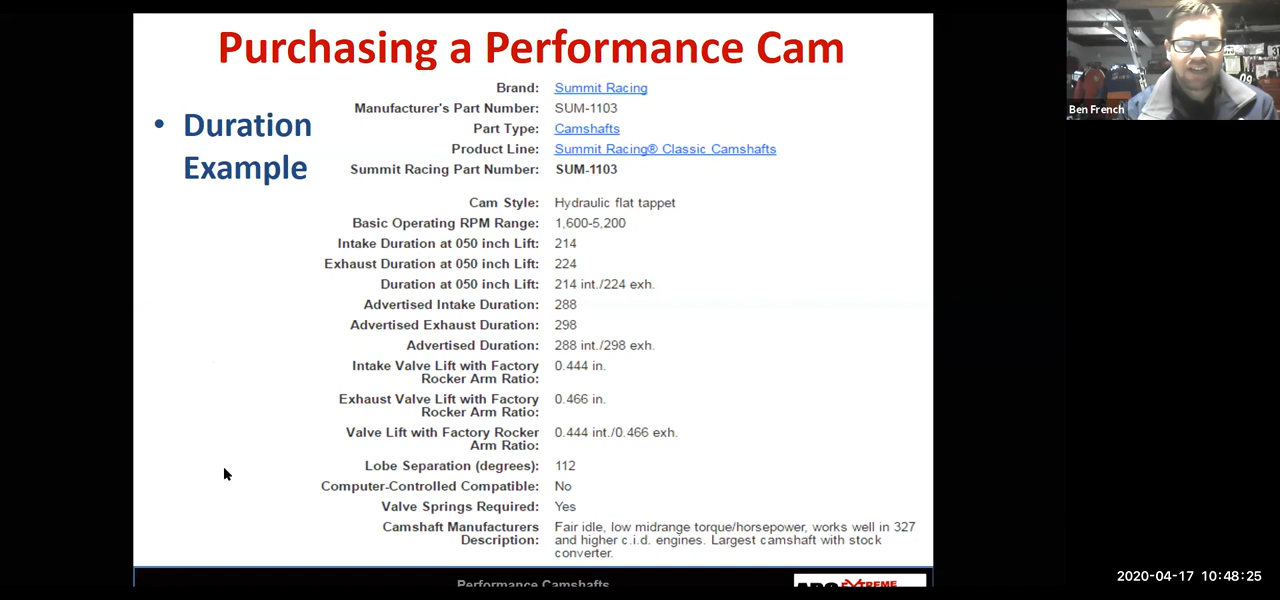 Purchasing a Performance Cam
• Duration
Example
Brand: Summit Racing
Manufacturer's Part Number: SUM-1103
Part Type: Camshafts
Product Line: Summit Racing® Classic Camshafts
Summit Racing Part Number: SUM-1103
Cam Style: Hydraulic flat tappet
Basic Operating RPM Range: 1,600-5,200
Intake Duration at 050 inch Lift: 214
Exhaust Duration at 050 inch Lift: 224
Duration at 050 inch Lift: 214 int./224 exh.
Advertised Intake Duration: 288
Advertised Exhaust Duration: 298
Advertised Duration: 288 int./298 exh.
Intake Valve Lift with Factory
Rocker Arm Ratio:
0.444 in.
Exhaust Valve Lift with Factory
Rocker Arm Ratio:
0.466 in.
Valve Lift with Factory Rocker
Arm Ratio:
0.444 int./0.466 exh.
Lobe Separation (degrees): 112
Computer-Controlled Compatible: No
Valve Springs Required: Yes
Camshaft Manufacturers
Description:
Fair idle, low midrange torque/horsepower, works well in 327
and higher c.i.d. engines. Largest camshaft with stock
converter.
Performance Camshafts
EXTREME
Ben French
2020-04-17 10:48:25